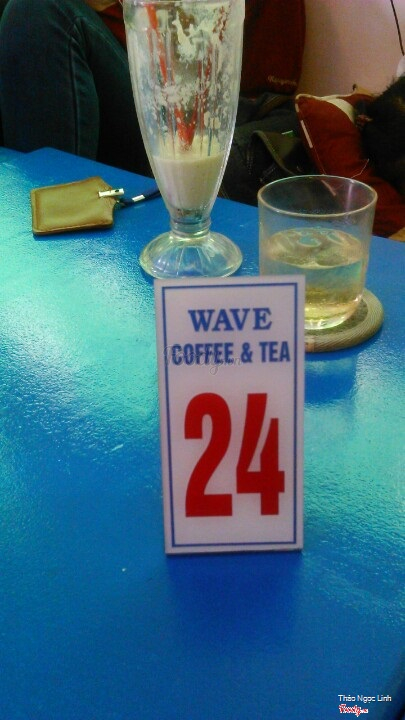 WAVE
COFFEE & TEA
24
Thảo Ngọc Linh
foody.vn